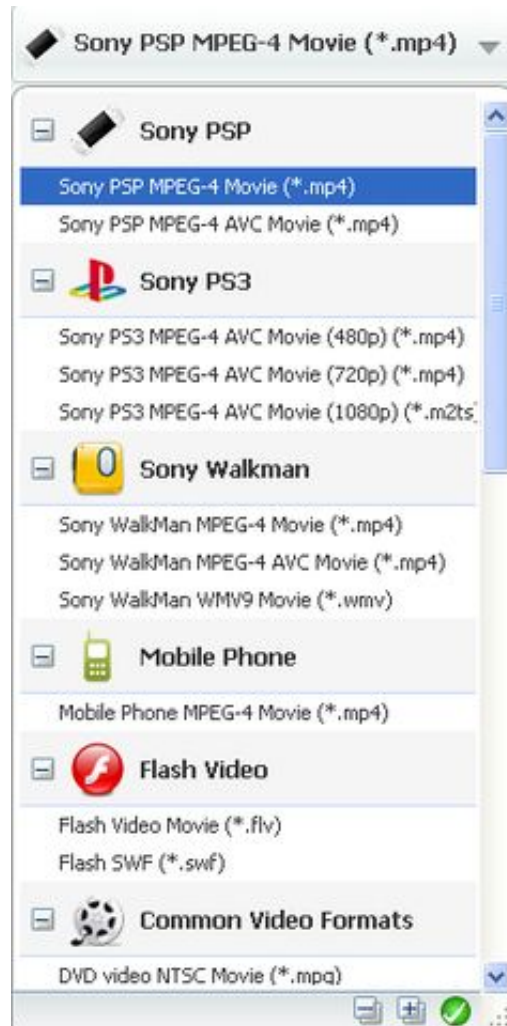 Sony PSP MPEG-4 Movie (*.mp4)
Sony PSP
Sony PSP MPEG-4 Movie (*.mp4)
Sony PSP MPEG-4 AVC Movie (*.mp4)
Sony PS3
Sony PS3 MPEG-4 AVC Movie (480p) (*.mp4)
Sony PS3 MPEG-4 AVC Movie (720p) (*.mp4)
Sony PS3 MPEG-4 AVC Movie (1080p) (*.m2ts)
Sony Walkman
Sony WalkMan MPEG-4 Movie (*.mp4)
Sony WalkMan MPEG-4 AVC Movie (*.mp4)
Sony WalkMan WMV9 Movie (*.wmv)
Mobile Phone
Mobile Phone MPEG-4 Movie (*.mp4)
Flash Video
Flash Video Movie (*.flv)
Flash SWF (*.swf)
Common Video Formats
DVD video NTSC Movie (*.mpg)